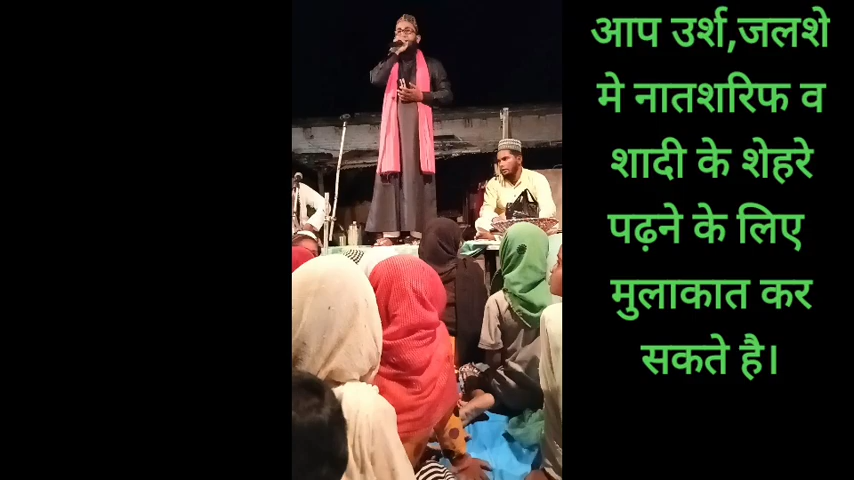 आप उर्श,जलशे
मे नातशरिफ व
शादी के शेहरे
पढ़ने के लिए
मुलाकात कर
सकते है।